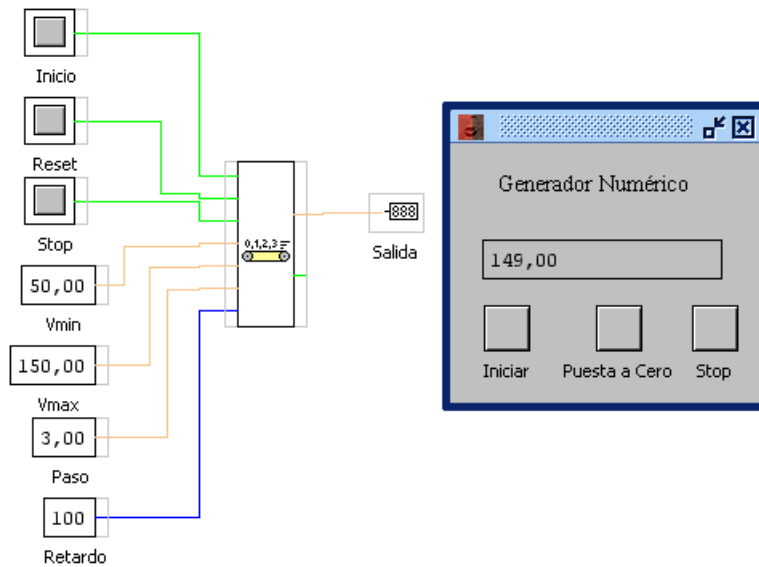 Inicio
Reset
Stop
50,00
Vmin
150,00
Vmax
3,00
Paso
100
Retardo
0,1,2,3
888
Salida
Generador Numérico
149,00
Iniciar
Puesta a Cero
Stop